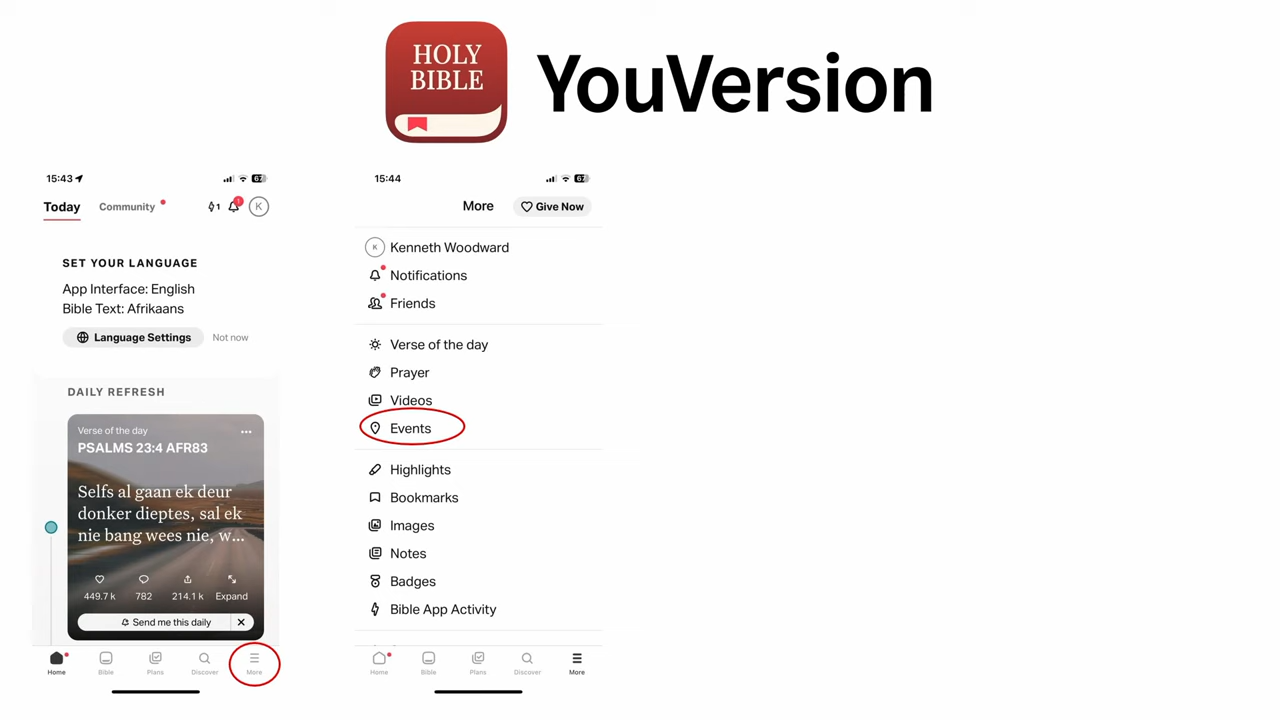 HOLY
BIBLE
YouVersion
15:43
67
Today
Community
1
1
K
SET YOUR LANGUAGE
App Interface: English
Bible Text: Afrikaans
Language Settings
Not now
DAILY REFRESH
Verse of the day
PSALMS 23:4 AFR83
Selfs al gaan ek deur
donker dieptes, sal ek
nie bang wees nie, w...
449.7 k
782
214.1 k
Expand
Send me this daily
Home
Bible
Plans
Discover
More
15:44
67
More
Give Now
K
Kenneth Woodward
Notifications
Friends
Verse of the day
Prayer
Videos
Events
Highlights
Bookmarks
Images
Notes
Badges
Bible App Activity
Home
Bible
Plans
Discover
More